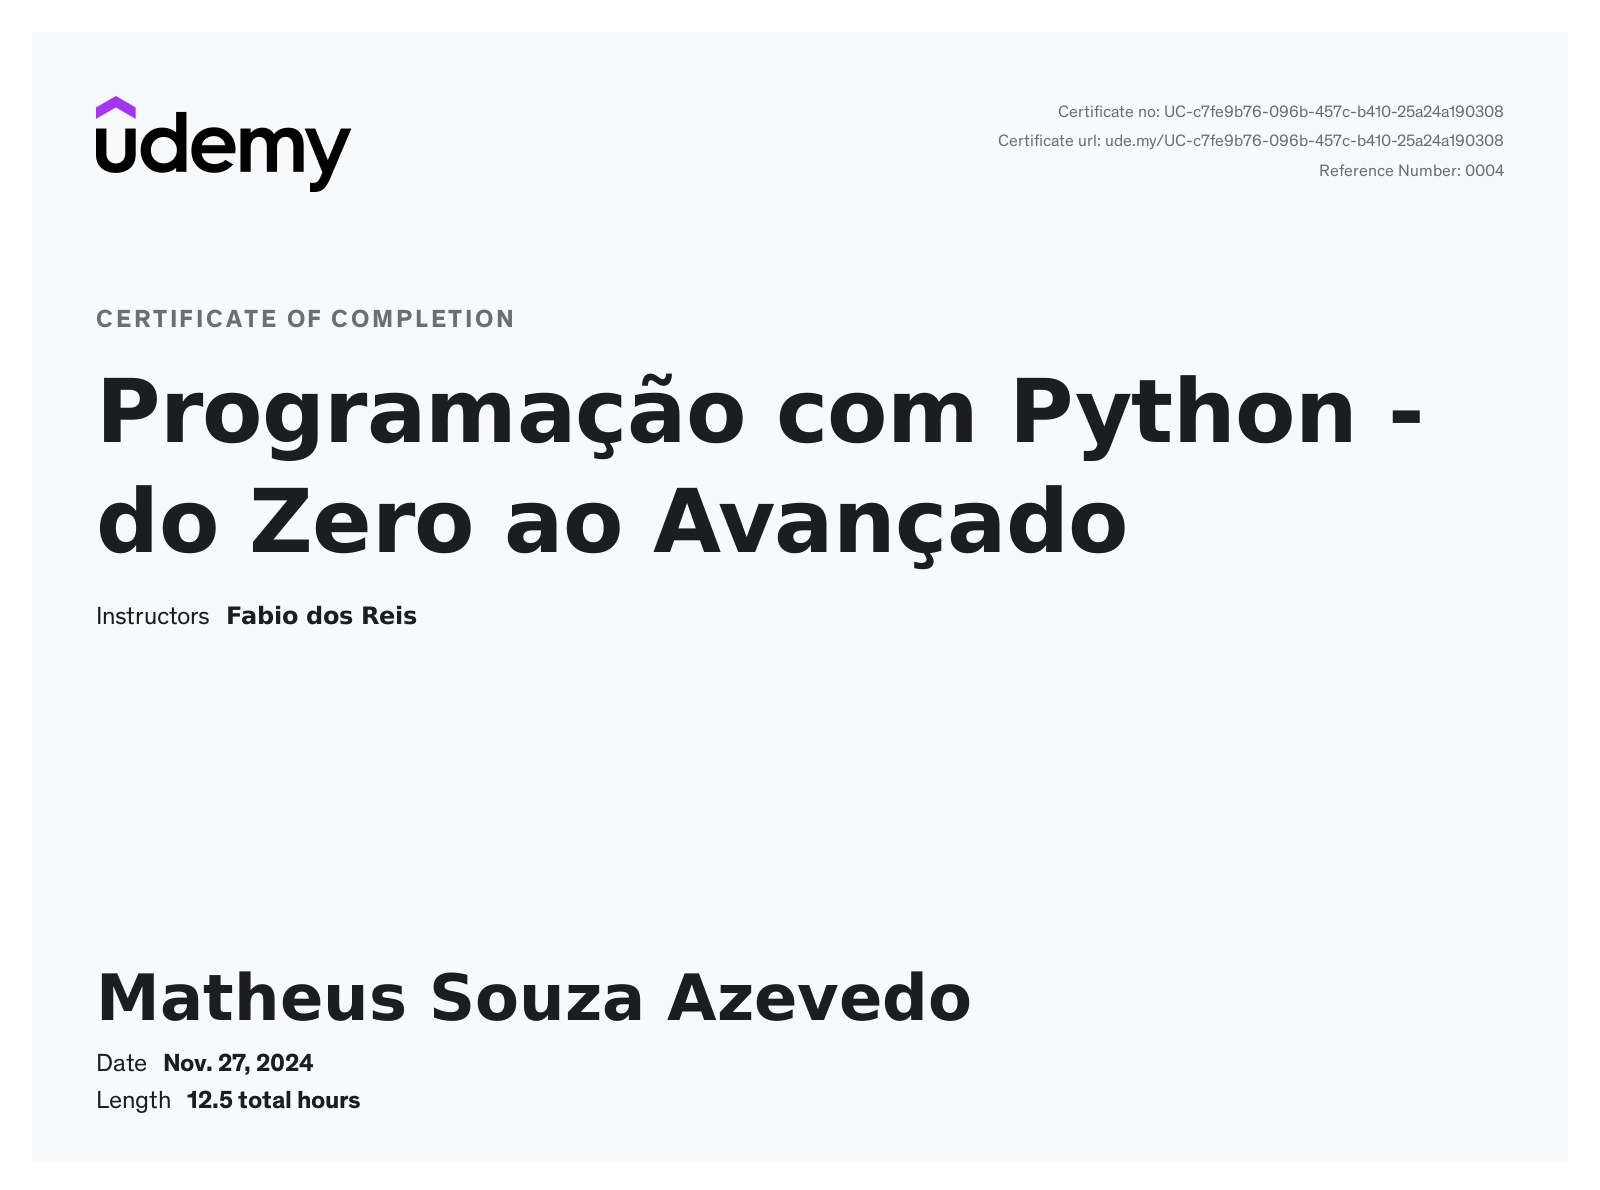 udemy
Certificate no: UC-c7fe9b76-096b-457c-b410-25a24a190308
Certificate url: ude.my/UC-c7fe9b76-096b-457c-b410-25a24a190308
Reference Number: 0004
CERTIFICATE OF COMPLETION
Programação com Python -
do Zero ao Avançado
Instructors Fabio dos Reis
Matheus Souza Azevedo
Date Nov. 27, 2024
Length 12.5 total hours